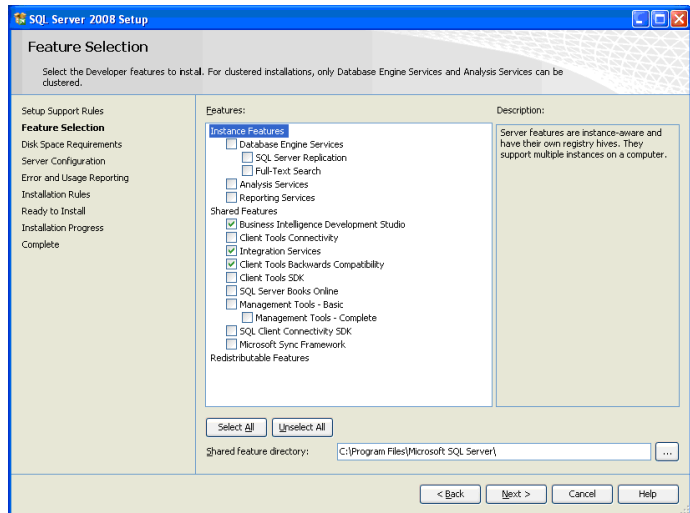 SQL Server 2008 Setup
Feature Selection
Select the Developer features to install. For clustered installations, only Database Engine Services and Analysis Services can be
clustered.
Setup Support Rules
Feature Selection
Disk Space Requirements
Server Configuration
Error and Usage Reporting
Installation Rules
Ready to Install
Installation Progress
Complete
Features:
Instance Features
Database Engine Services
SQL Server Replication
Full-Text Search
Analysis Services
Reporting Services
Shared Features
Business Intelligence Development Studio
Client Tools Connectivity
Integration Services
Client Tools Backwards Compatibility
Client Tools SDK
SQL Server Books Online
Management Tools - Basic
Management Tools - Complete
SQL Client Connectivity SDK
Microsoft Sync Framework
Redistributable Features
Description:
Server features are instance-aware and
have their own registry hives. They
support multiple instances on a computer.
Select All
Unselect All
Shared feature directory:
C:\Program Files\Microsoft SQL Server\
...
< Back
Next >
Cancel
Help